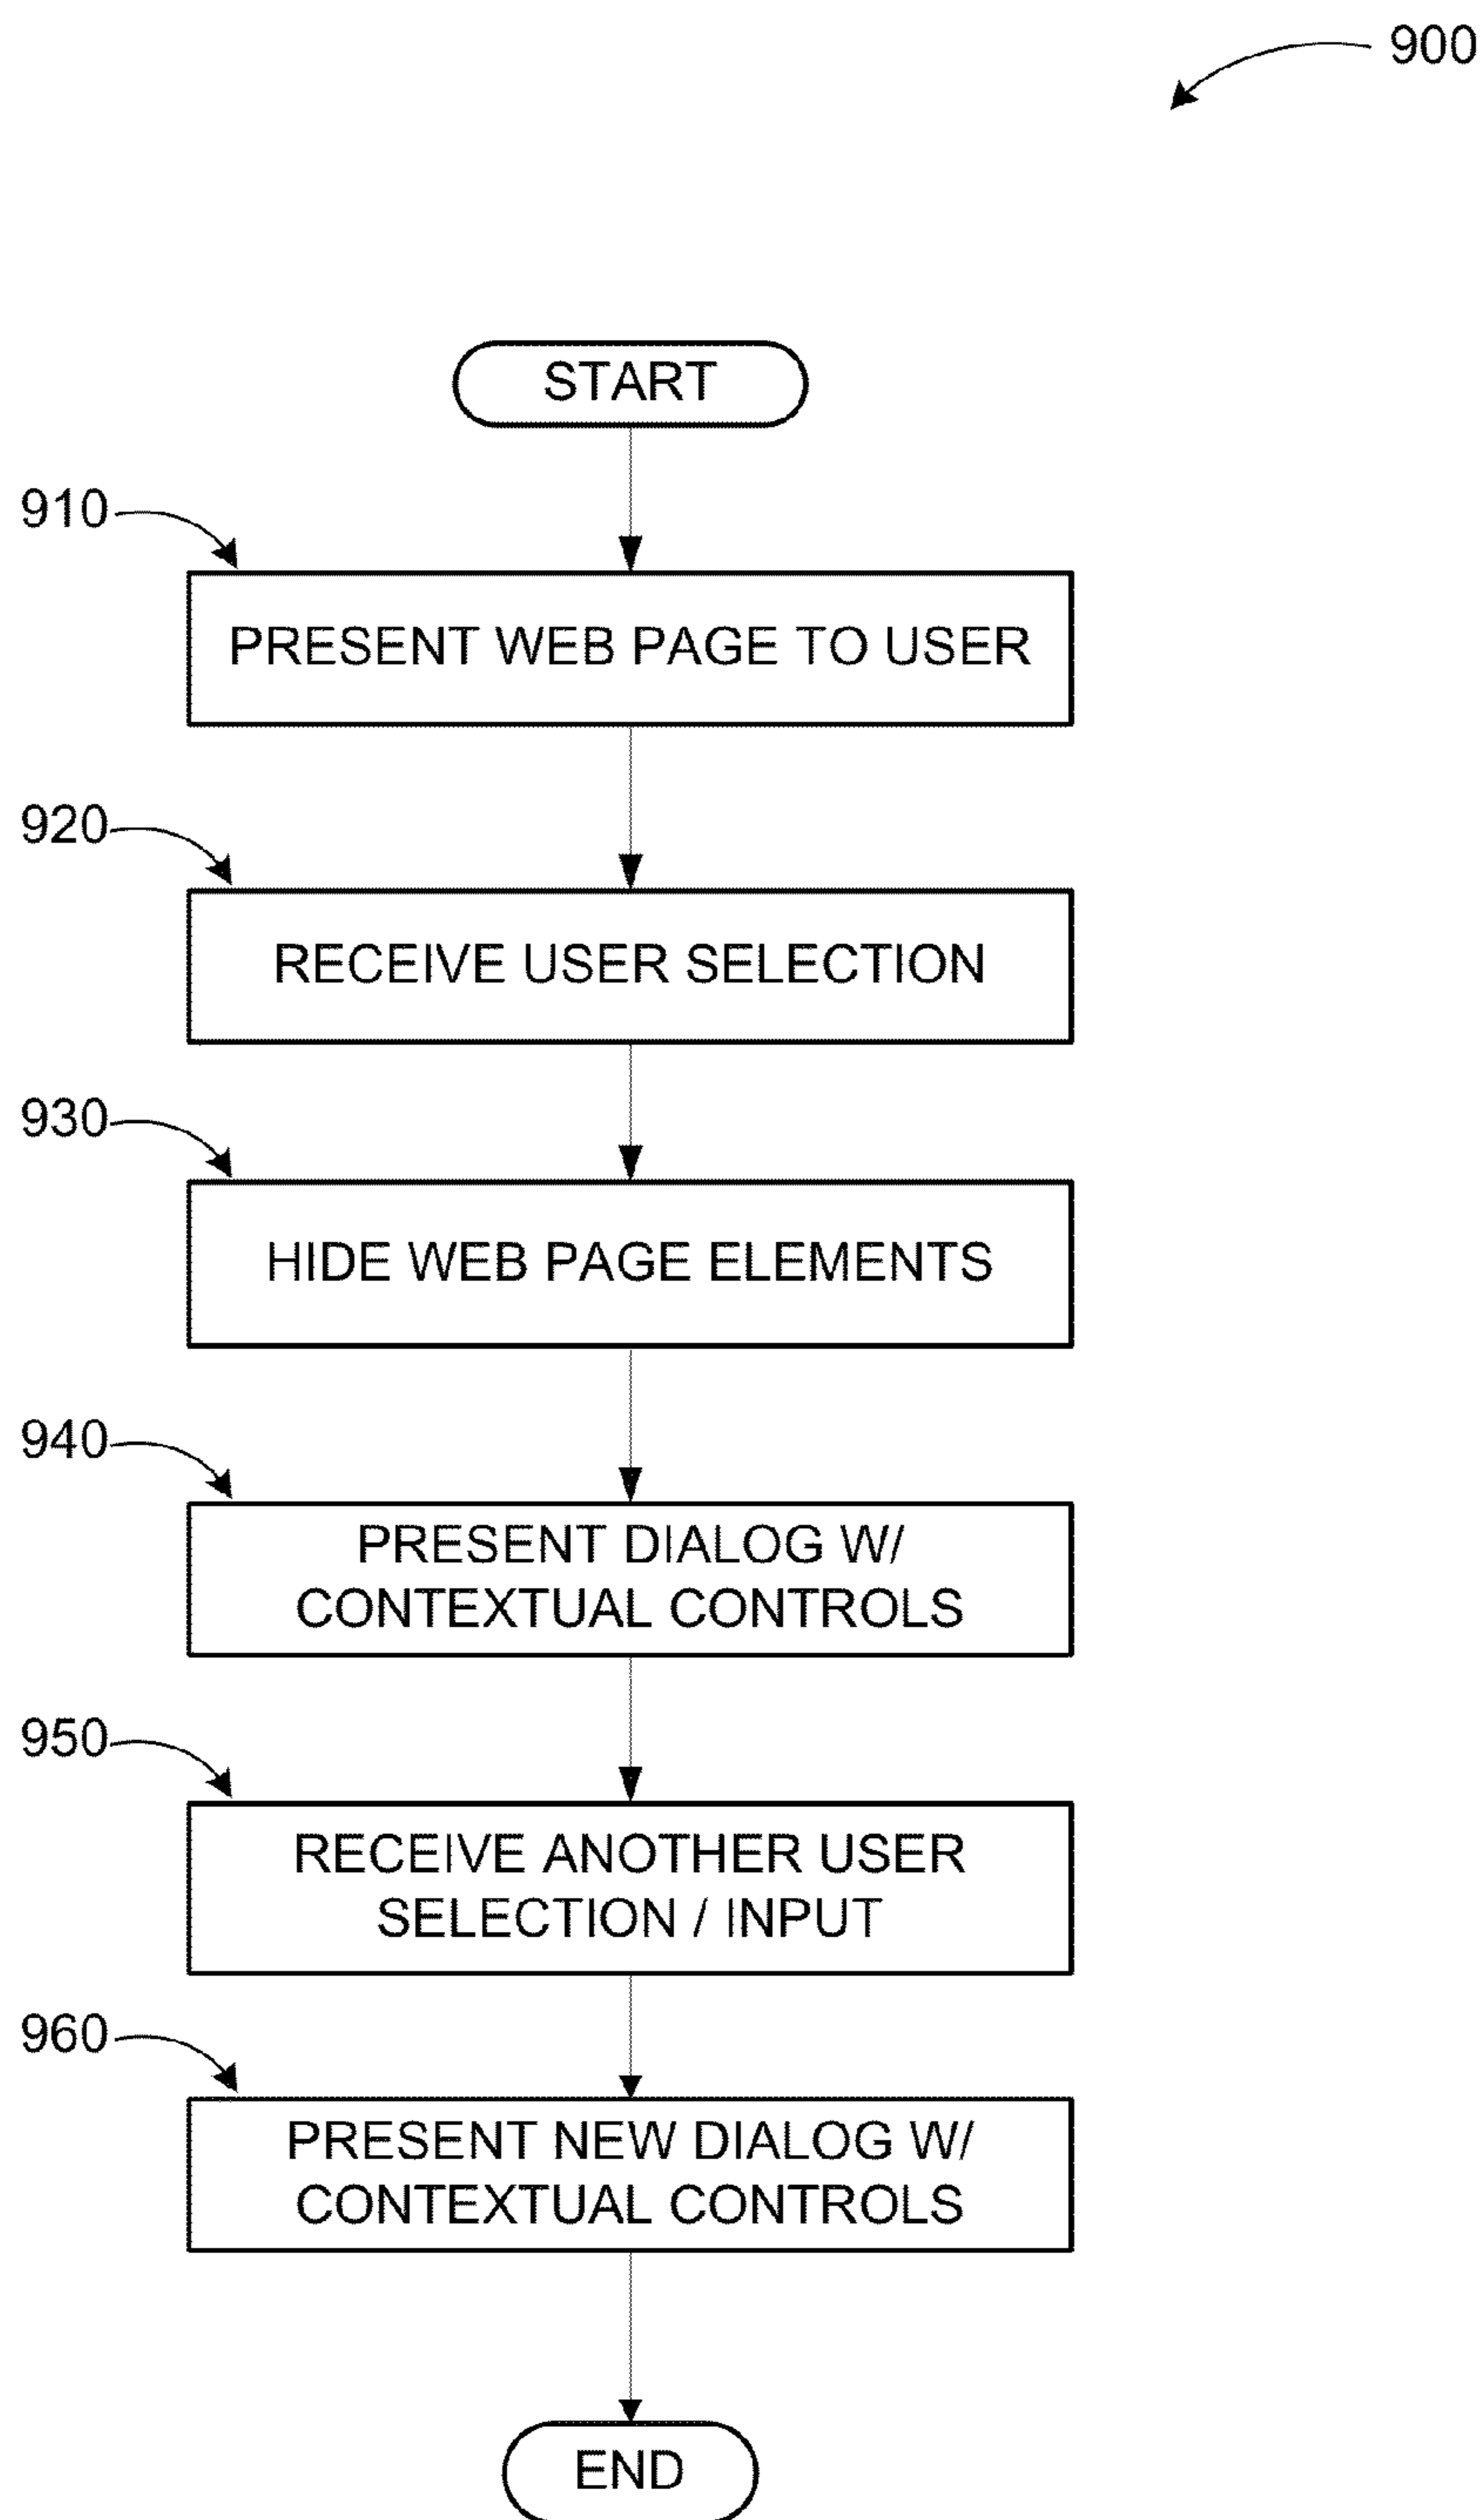 900
START
910
PRESENT WEB PAGE TO USER
920
RECEIVE USER SELECTION
930
HIDE WEB PAGE ELEMENTS
940
PRESENT DIALOG W/
CONTEXTUAL CONTROLS
950
RECEIVE ANOTHER USER
SELECTION / INPUT
960
PRESENT NEW DIALOG W/
CONTEXTUAL CONTROLS
END